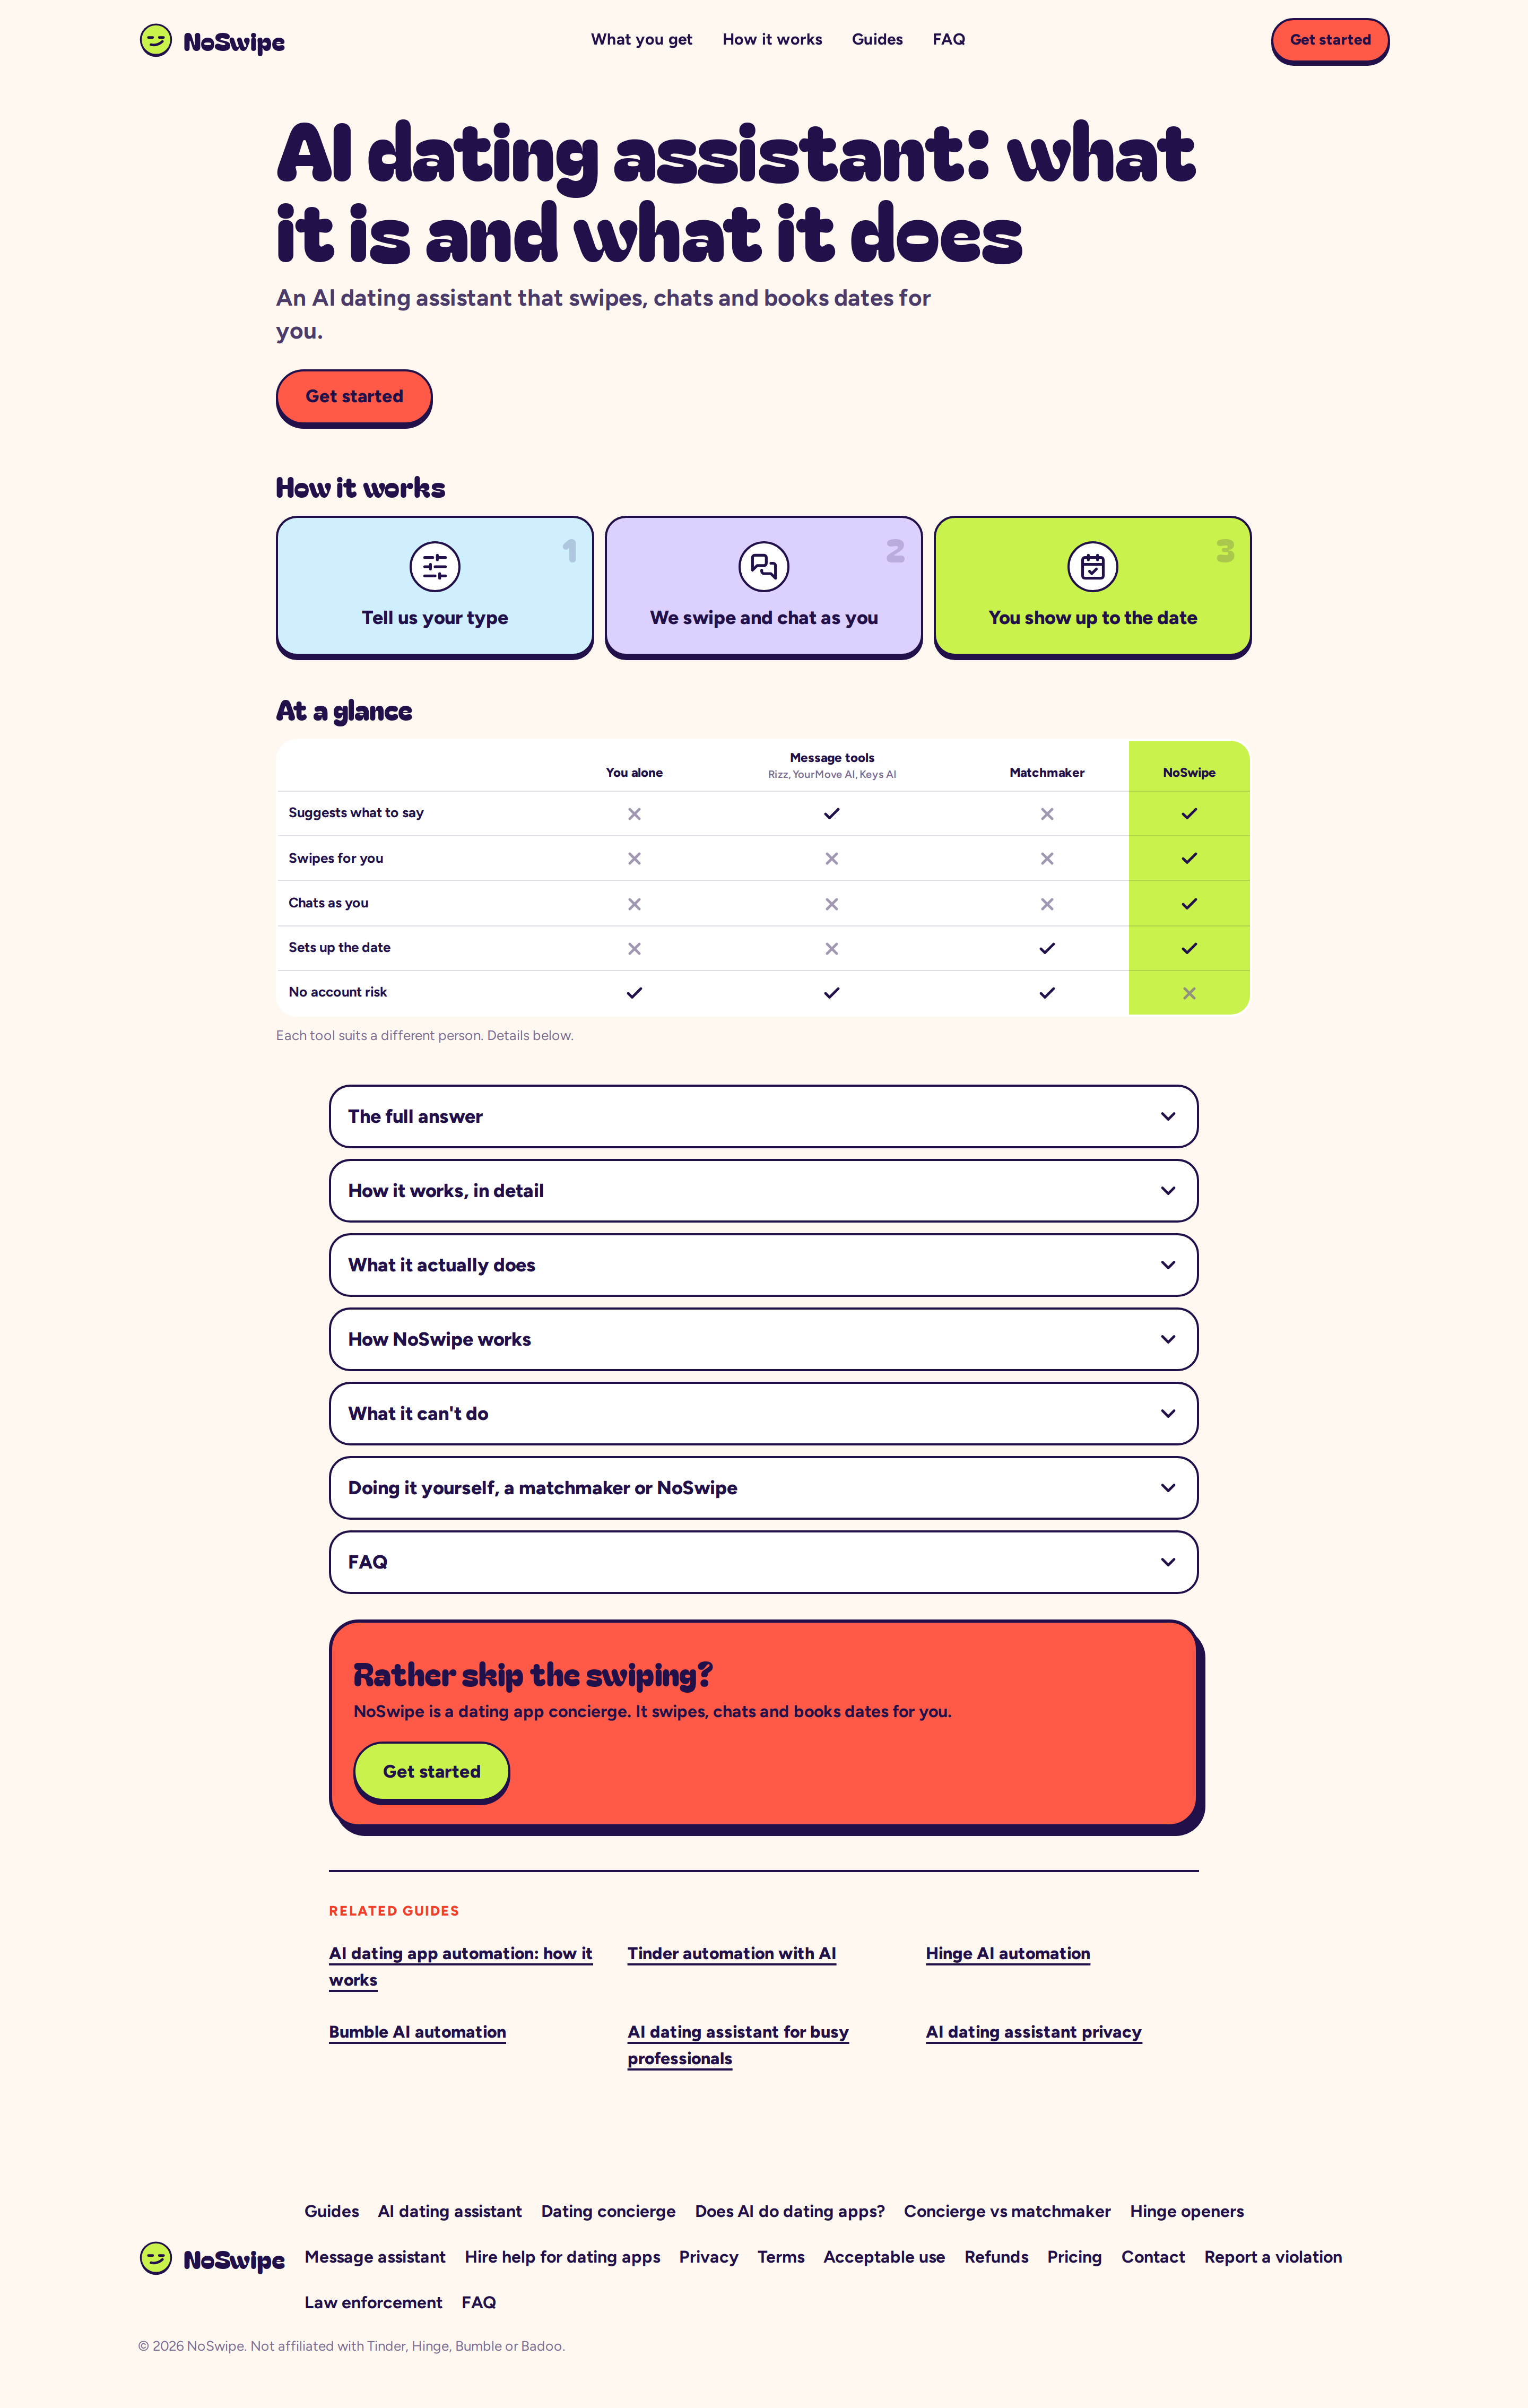 NoSwipe
What you get
How it works
Guides
FAQ
Get started
AI dating assistant: what
it is and what it does
An AI dating assistant that swipes, chats and books dates for
you.
Get started
How it works
1
Tell us your type
2
We swipe and chat as you
3
You show up to the date
At a glance
You alone
Message tools
Rizz, YourMove AI, Keys AI
Matchmaker
NoSwipe
Suggests what to say
Swipes for you
Chats as you
Sets up the date
No account risk
Each tool suits a different person. Details below.
The full answer
How it works, in detail
What it actually does
How NoSwipe works
What it can't do
Doing it yourself, a matchmaker or NoSwipe
FAQ
Rather skip the swiping?
NoSwipe is a dating app concierge. It swipes, chats and books dates for you.
Get started
RELATED GUIDES
AI dating app automation: how it
works
Tinder automation with AI
Hinge AI automation
Bumble AI automation
AI dating assistant for busy
professionals
AI dating assistant privacy
NoSwipe
Guides AI dating assistant Dating concierge Does AI do dating apps? Concierge vs matchmaker Hinge openers
Message assistant Hire help for dating apps Privacy Terms Acceptable use Refunds Pricing Contact Report a violation
Law enforcement FAQ
© 2026 NoSwipe. Not affiliated with Tinder, Hinge, Bumble or Badoo.